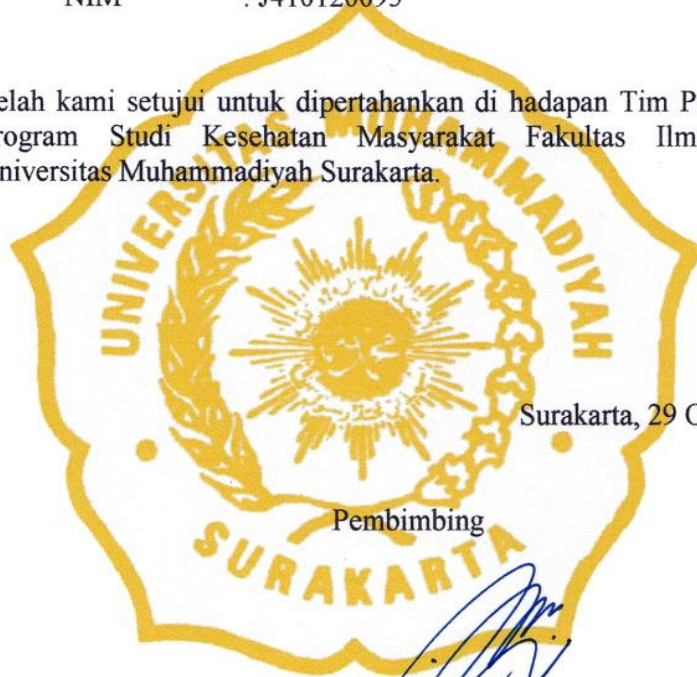 NIM : J410120095
elah kami setujui untuk dipertahankan di hadapan Tim P
rogram Studi Kesehatan Masyarakat Fakultas Ilm
niversitas Muhammadiyah Surakarta.
UNIVERSITAS MUHAMMADIYAH
Surakarta, 29 O
Pembimbing
SURAKARTA